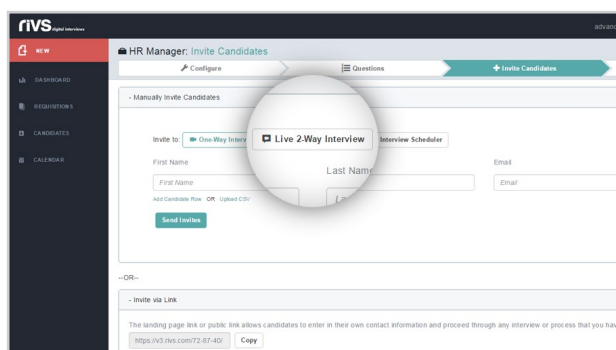 rivs digital interviews
advanc
NEW
HR Manager: Invite Candidates
Configure
Questions
Invite Candidates
DASHBOARD
- Manually Invite Candidates
REQUISITIONS
CANDIDATES
Invite to: One-Way Interv Live 2-Way Interview Interview Scheduler
CALENDAR
First Name Last Name Email
First Name La Email
Add Candidate Row OR Upload CSV
Send Invites
--OR--
- Invite via Link
The landing page link or public link allows candidates to enter in their own contact information and proceed through any interview or process that you hav
https://v3.rivs.com/72-87-40/ Copy